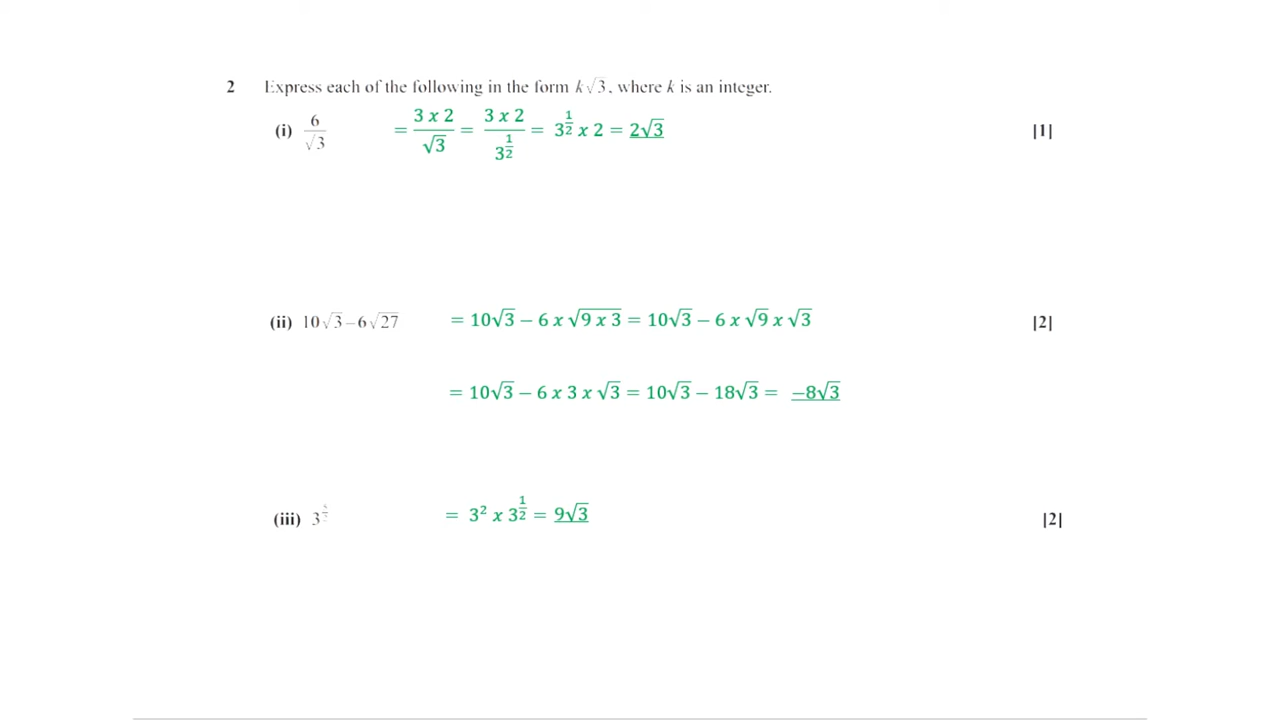 2 Express each of the following in the form k√3, where k is an integer.
(i) 6/√3 = (3 x 2)/√3 = (3 x 2)/3^(1/2) = 3^(1/2) x 2 = 2√3 [1]
(ii) 10√3 – 6√27 = 10√3 − 6 x √(9 x 3) = 10√3 − 6 x √9 x √3 [2]
= 10√3 − 6 x 3 x √3 = 10√3 − 18√3 = −8√3
(iii) 3^(5/2) = 3² x 3^(1/2) = 9√3 [2]